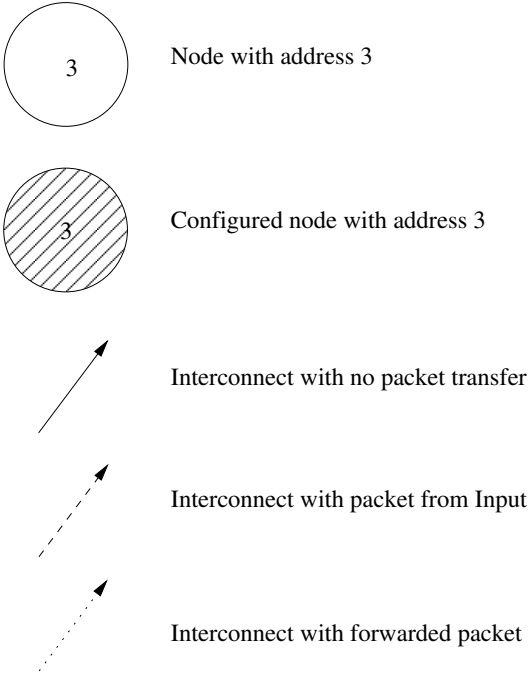 3
Node with address 3
3
Configured node with address 3
Interconnect with no packet transfer
Interconnect with packet from Input
Interconnect with forwarded packet